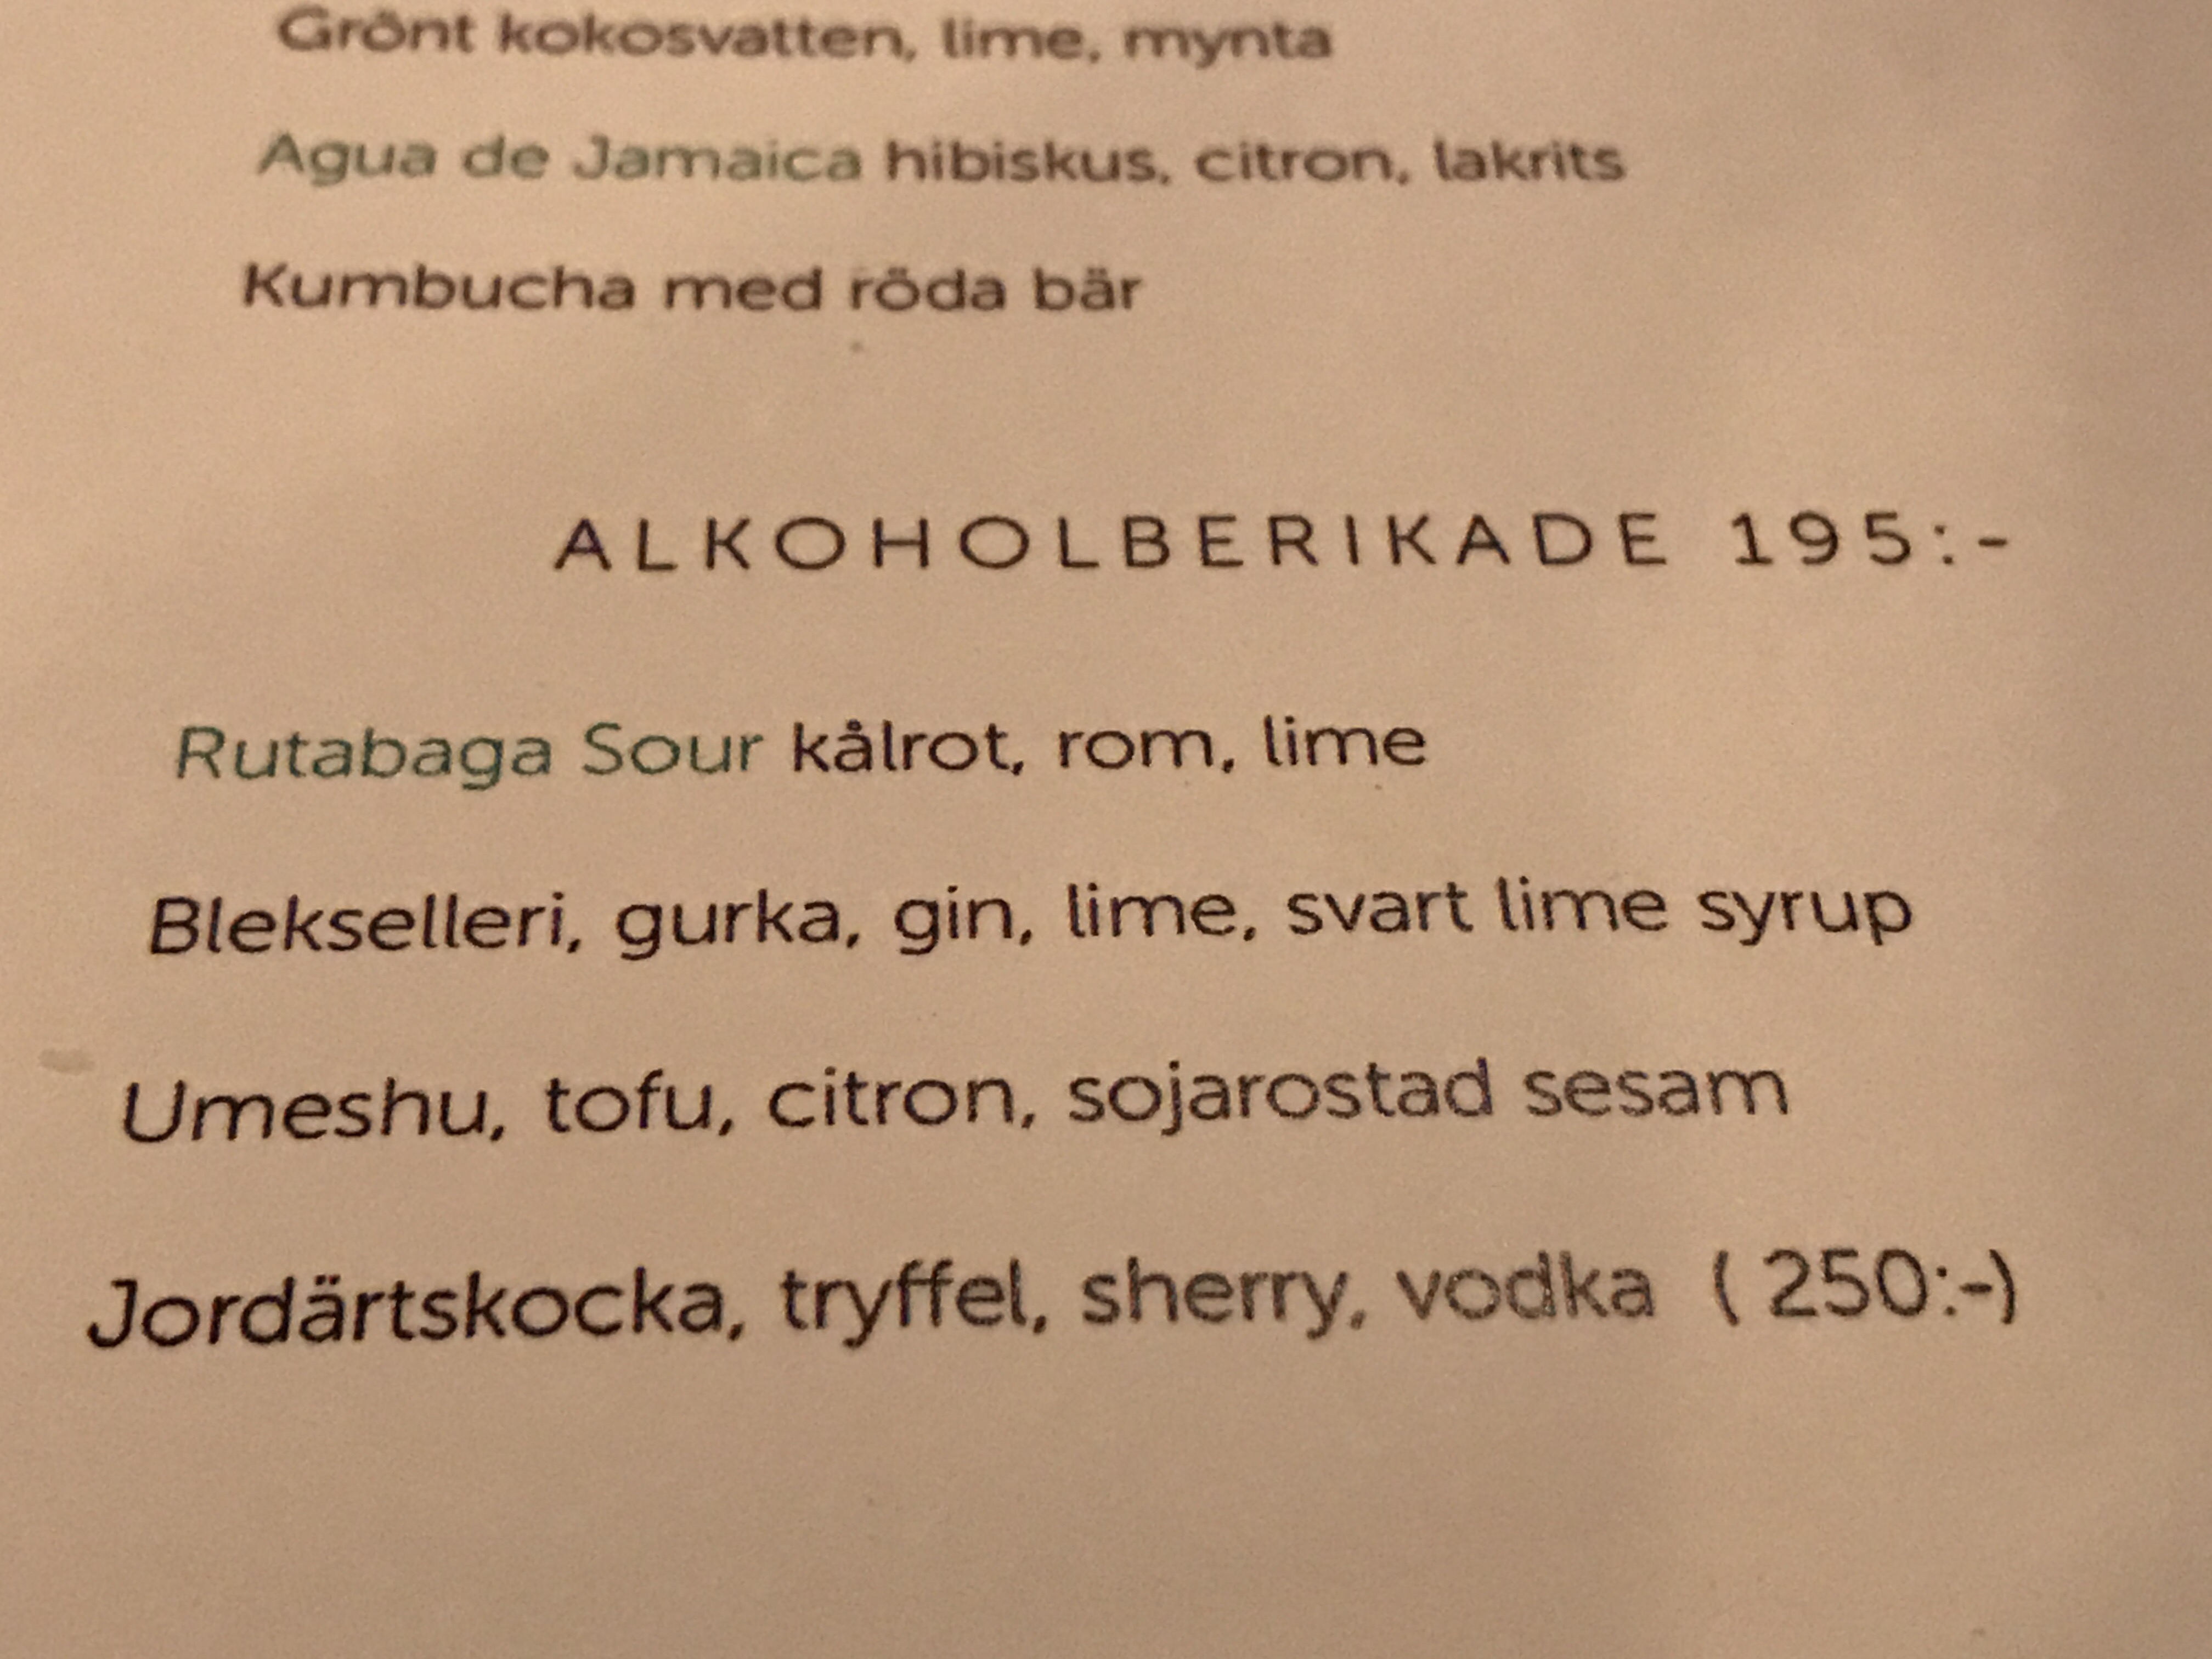 Grönt kokosvatten, lime, mynta
Agua de Jamaica hibiskus, citron, lakrits
Kumbucha med röda bär
ALKOHOLBERIKADE 195:-
Rutabaga Sour kålrot, rom, lime
Blekselleri, gurka, gin, lime, svart lime syrup
Umeshu, tofu, citron, sojarostad sesam
Jordärtskocka, tryffel, sherry, vodka ( 250:-)